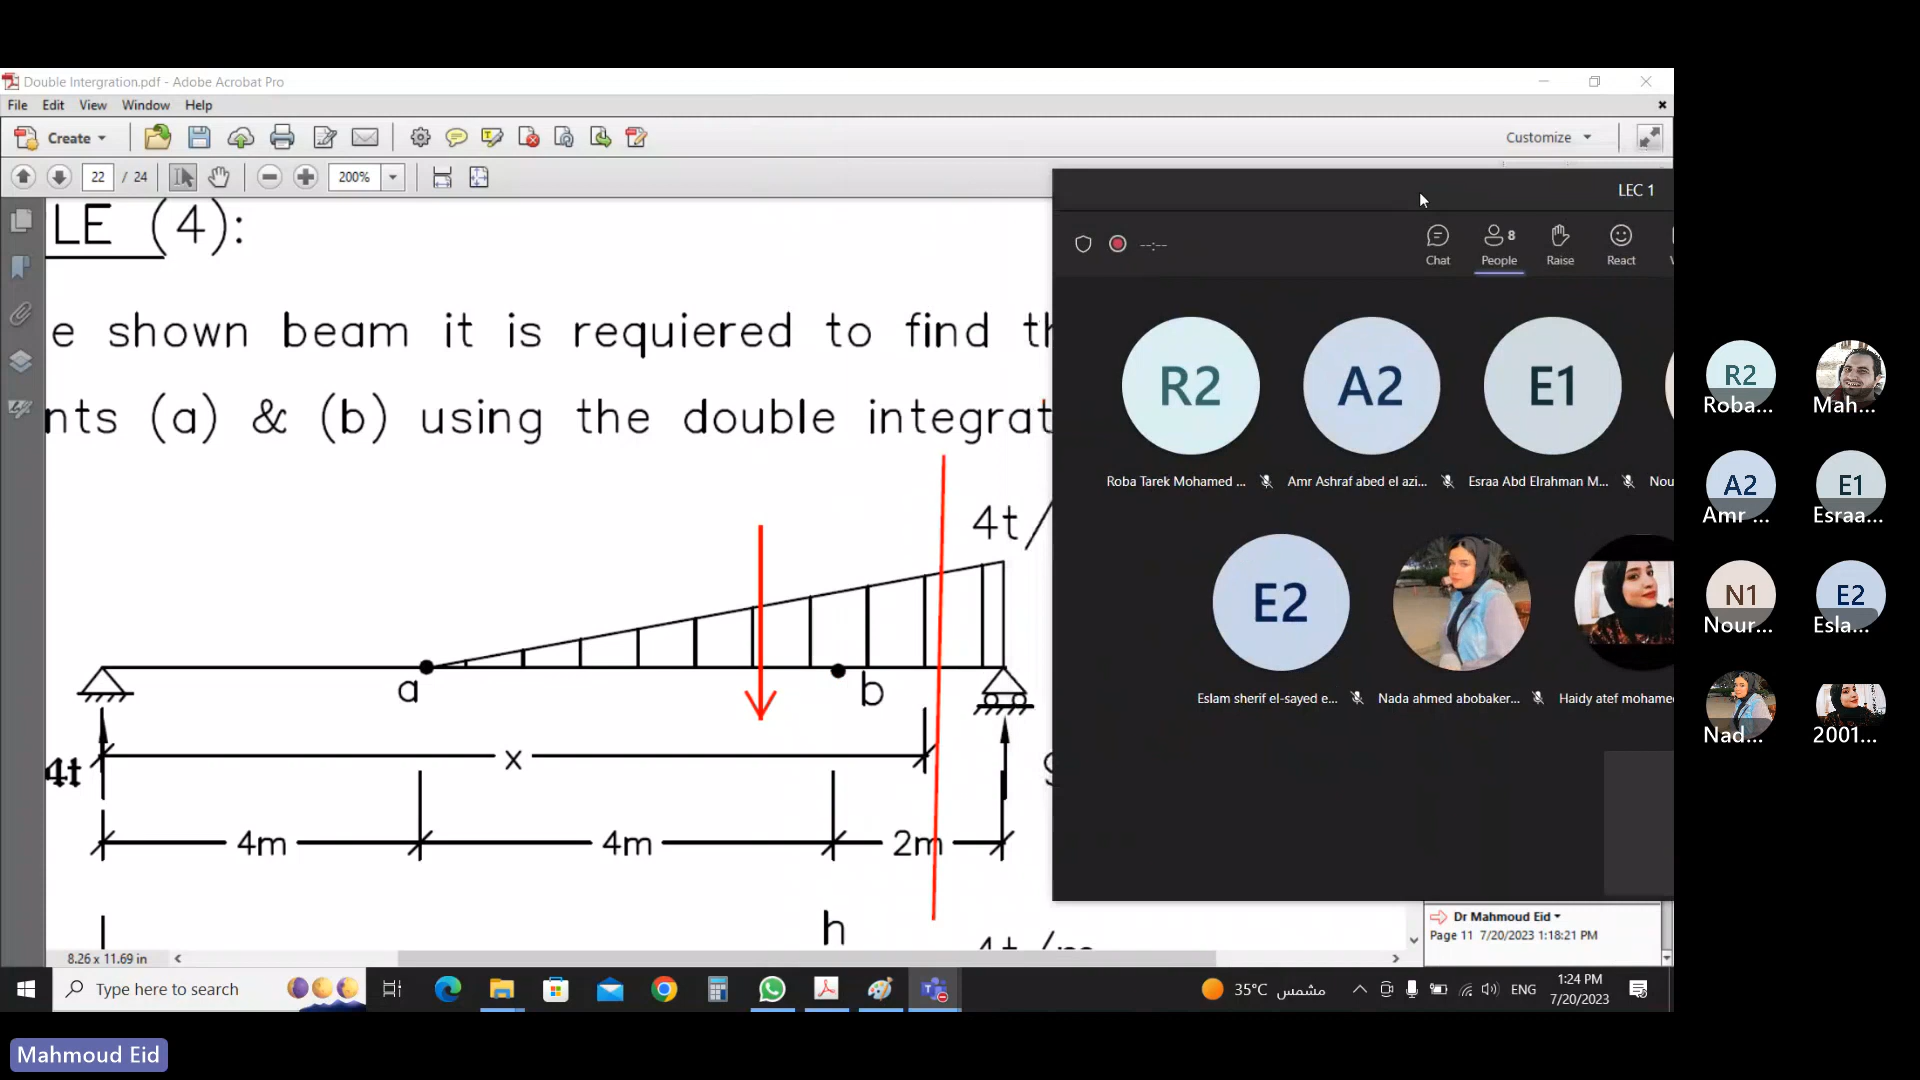 Double Intergration.pdf - Adobe Acrobat Pro
File Edit View Window Help
Create
Customize
22 / 24
200%
LE (4):
e shown beam it is requiered to find th
nts (a) & (b) using the double integrat
4t/
a
b
x
4t
4m
4m
2m
h
8.26 x 11.69 in
LEC 1
--:--
Chat
People
8
Raise
React
R2
A2
E1
Roba Tarek Mohamed ...
Amr Ashraf abed el azi...
Esraa Abd Elrahman M...
Nou
E2
Eslam sherif el-sayed e...
Nada ahmed abobaker...
Haidy atef mohame
Dr Mahmoud Eid
Page 11 7/20/2023 1:18:21 PM
Type here to search
35°C مشمس
ENG
1:24 PM
7/20/2023
R2
Roba...
Mah...
A2
Amr ...
E1
Esraa...
N1
Nour...
E2
Esla...
Nad...
2001...
Mahmoud Eid